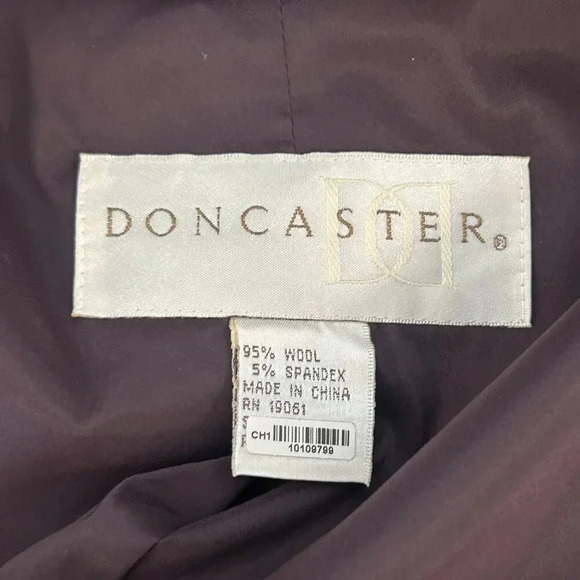 DONCASTER®
95% WOOL
5% SPANDEX
MADE IN CHINA
RN 19061
CH1
10109799